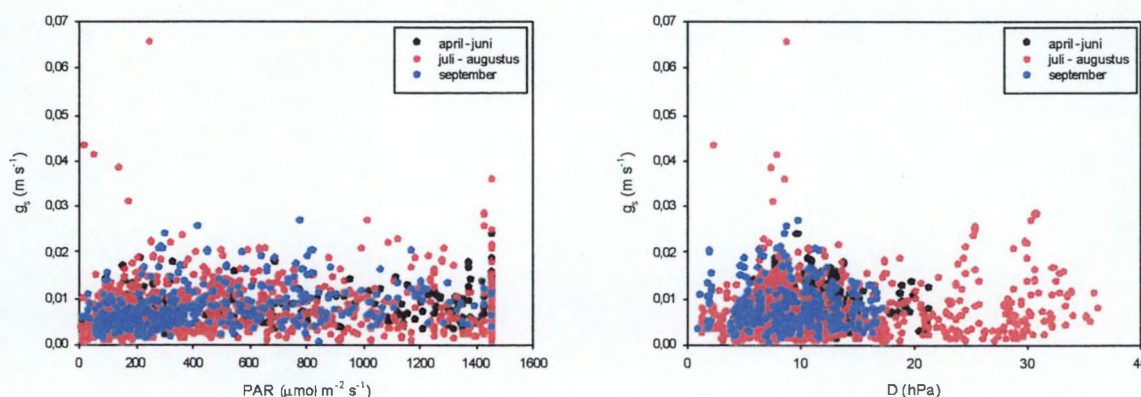 0,07
0,06
0,05
0,04
0,03
0,02
0,01
0,00
gs (m s-1)
april-juni
juli - augustus
september
0 200 400 600 800 1000 1200 1400 1600
PAR (µmol m-2 s-1)
0,07
0,06
0,05
0,04
0,03
0,02
0,01
0,00
gs (m s-1)
april-juni
juli - augustus
september
0 10 20 30
D (hPa)